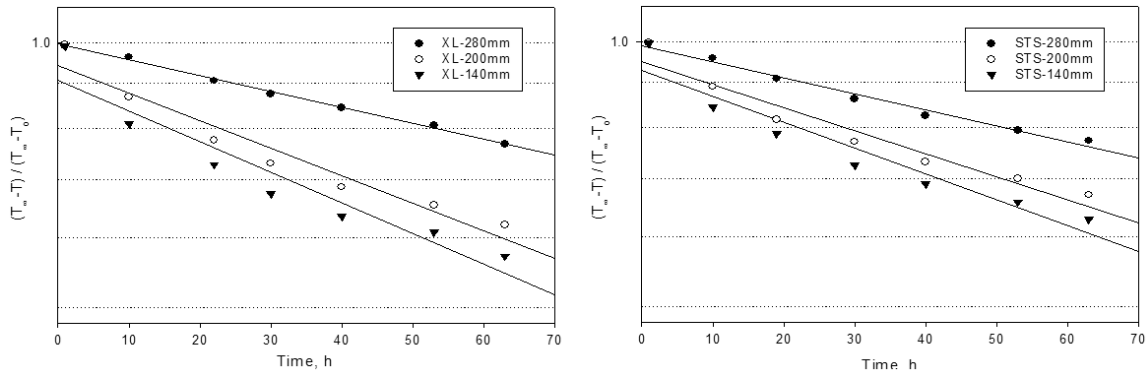 1.0
XL-280mm
XL-200mm
XL-140mm
(T∞-T) / (T∞-To)
0 10 20 30 40 50 60 70
Time, h
1.0
STS-280mm
STS-200mm
STS-140mm
(T∞-T) / (T∞-To)
0 10 20 30 40 50 60 70
Time, h